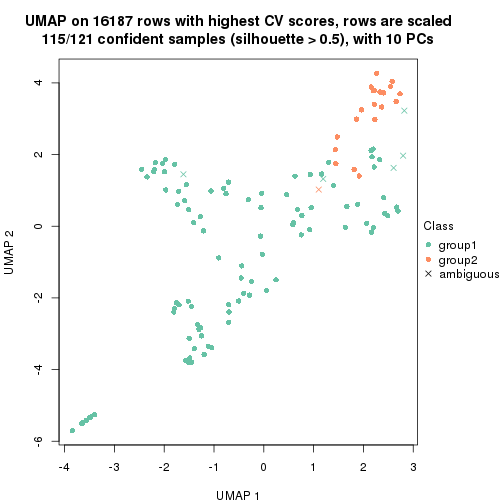 UMAP on 16187 rows with highest CV scores, rows are scaled
115/121 confident samples (silhouette > 0.5), with 10 PCs
4
2
0
-2
-4
-6
UMAP 2
-4 -3 -2 -1 0 1 2 3
UMAP 1
Class
group1
group2
ambiguous